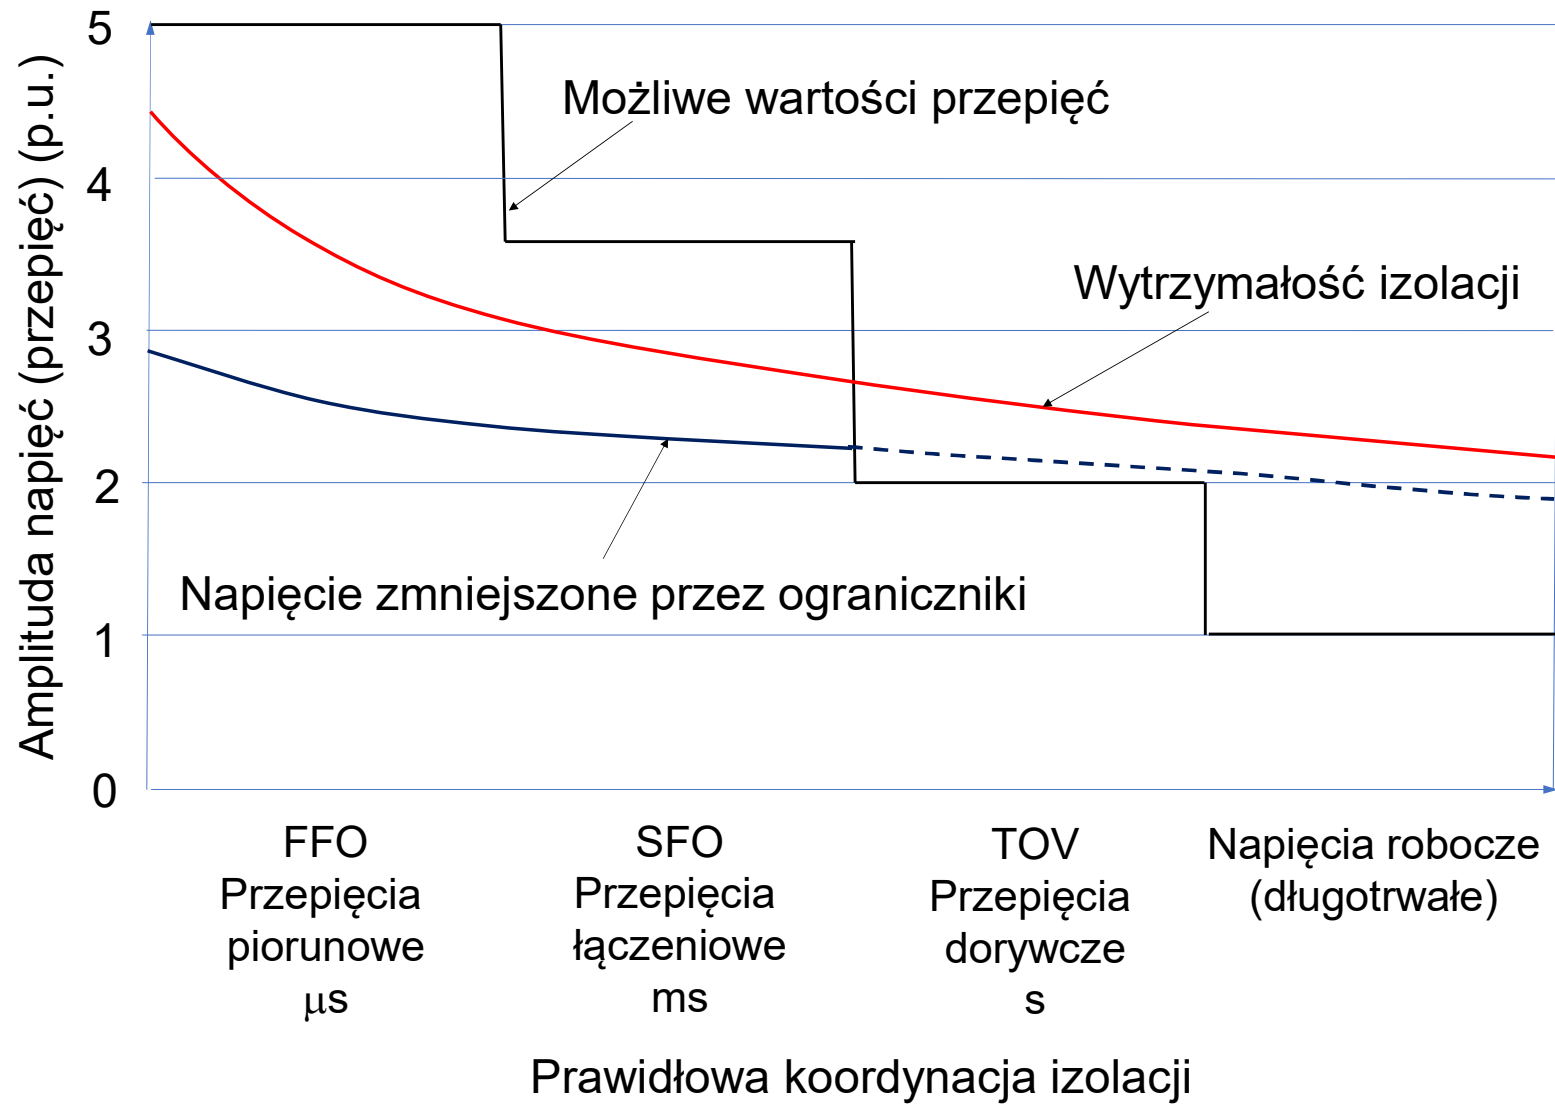 Amplituda napięć (przepięć) (p.u.)
5
4
3
2
1
0
Możliwe wartości przepięć
Wytrzymałość izolacji
Napięcie zmniejszone przez ograniczniki
FFO
Przepięcia
piorunowe
μs
SFO
Przepięcia
łączeniowe
ms
TOV
Przepięcia
dorywcze
s
Napięcia robocze
(długotrwałe)
Prawidłowa koordynacja izolacji